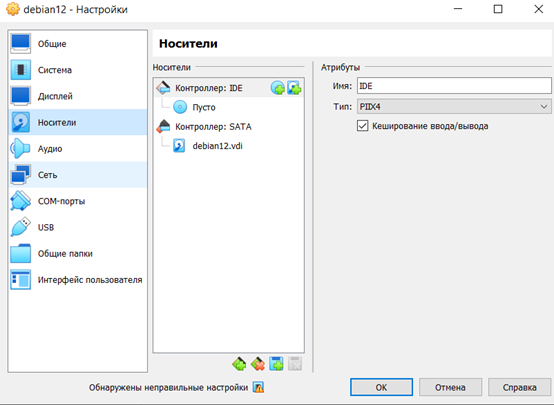 debian12 - Настройки
Общие
Система
Дисплей
Носители
Аудио
Сеть
COM-порты
USB
Общие папки
Интерфейс пользователя
Носители
Носители
Контроллер: IDE
Пусто
Контроллер: SATA
debian12.vdi
Атрибуты
Имя: IDE
Тип: PIIX4
Кеширование ввода/вывода
Обнаружены неправильные настройки
ОК
Отмена
Справка